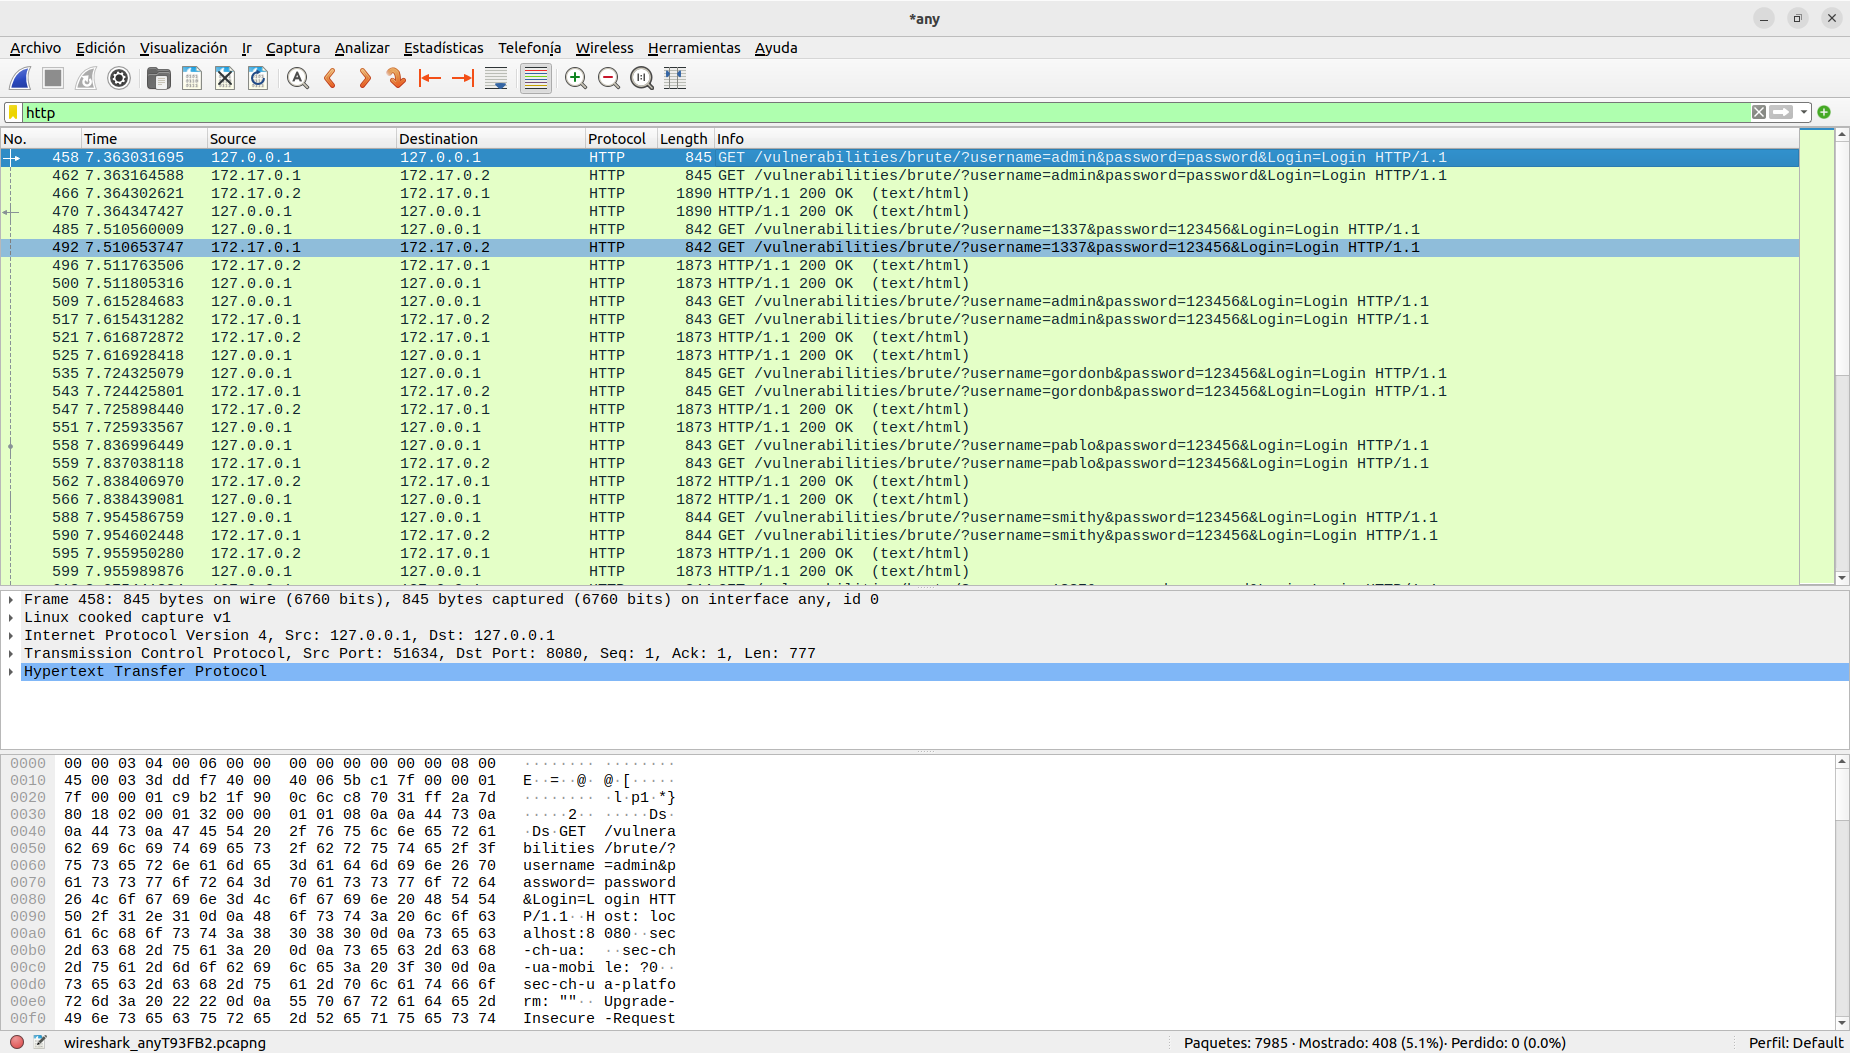 *any
Archivo Edición Visualización Ir Captura Analizar Estadísticas Telefonía Wireless Herramientas Ayuda
http
No. Time Source Destination Protocol Length Info
458 7.363031695 127.0.0.1 127.0.0.1 HTTP 845 GET /vulnerabilities/brute/?username=admin&password=password&Login=Login HTTP/1.1
462 7.363164588 172.17.0.1 172.17.0.2 HTTP 845 GET /vulnerabilities/brute/?username=admin&password=password&Login=Login HTTP/1.1
466 7.364302621 172.17.0.2 172.17.0.1 HTTP 1890 HTTP/1.1 200 OK (text/html)
470 7.364347427 127.0.0.1 127.0.0.1 HTTP 1890 HTTP/1.1 200 OK (text/html)
485 7.510560009 127.0.0.1 127.0.0.1 HTTP 842 GET /vulnerabilities/brute/?username=1337&password=123456&Login=Login HTTP/1.1
492 7.510653747 172.17.0.1 172.17.0.2 HTTP 842 GET /vulnerabilities/brute/?username=1337&password=123456&Login=Login HTTP/1.1
496 7.511763506 172.17.0.2 172.17.0.1 HTTP 1873 HTTP/1.1 200 OK (text/html)
500 7.511805316 127.0.0.1 127.0.0.1 HTTP 1873 HTTP/1.1 200 OK (text/html)
509 7.615284683 127.0.0.1 127.0.0.1 HTTP 843 GET /vulnerabilities/brute/?username=admin&password=123456&Login=Login HTTP/1.1
517 7.615431282 172.17.0.1 172.17.0.2 HTTP 843 GET /vulnerabilities/brute/?username=admin&password=123456&Login=Login HTTP/1.1
521 7.616872872 172.17.0.2 172.17.0.1 HTTP 1873 HTTP/1.1 200 OK (text/html)
525 7.616928418 127.0.0.1 127.0.0.1 HTTP 1873 HTTP/1.1 200 OK (text/html)
535 7.724325079 127.0.0.1 127.0.0.1 HTTP 845 GET /vulnerabilities/brute/?username=gordonb&password=123456&Login=Login HTTP/1.1
543 7.724425801 172.17.0.1 172.17.0.2 HTTP 845 GET /vulnerabilities/brute/?username=gordonb&password=123456&Login=Login HTTP/1.1
547 7.725898440 172.17.0.2 172.17.0.1 HTTP 1873 HTTP/1.1 200 OK (text/html)
551 7.725933567 127.0.0.1 127.0.0.1 HTTP 1873 HTTP/1.1 200 OK (text/html)
558 7.836996449 127.0.0.1 127.0.0.1 HTTP 843 GET /vulnerabilities/brute/?username=pablo&password=123456&Login=Login HTTP/1.1
559 7.837038118 172.17.0.1 172.17.0.2 HTTP 843 GET /vulnerabilities/brute/?username=pablo&password=123456&Login=Login HTTP/1.1
562 7.838406970 172.17.0.2 172.17.0.1 HTTP 1872 HTTP/1.1 200 OK (text/html)
566 7.838439081 127.0.0.1 127.0.0.1 HTTP 1872 HTTP/1.1 200 OK (text/html)
588 7.954586759 127.0.0.1 127.0.0.1 HTTP 844 GET /vulnerabilities/brute/?username=smithy&password=123456&Login=Login HTTP/1.1
590 7.954602448 172.17.0.1 172.17.0.2 HTTP 844 GET /vulnerabilities/brute/?username=smithy&password=123456&Login=Login HTTP/1.1
595 7.955950280 172.17.0.2 172.17.0.1 HTTP 1873 HTTP/1.1 200 OK (text/html)
599 7.955989876 127.0.0.1 127.0.0.1 HTTP 1873 HTTP/1.1 200 OK (text/html)
Frame 458: 845 bytes on wire (6760 bits), 845 bytes captured (6760 bits) on interface any, id 0
Linux cooked capture v1
Internet Protocol Version 4, Src: 127.0.0.1, Dst: 127.0.0.1
Transmission Control Protocol, Src Port: 51634, Dst Port: 8080, Seq: 1, Ack: 1, Len: 777
Hypertext Transfer Protocol
0000 00 00 03 04 00 06 00 00 00 00 00 00 00 00 08 00 ········ ········
0010 45 00 03 3d dd f7 40 00 40 06 5b c1 7f 00 00 01 E··=··@· @·[·····
0020 7f 00 00 01 c9 b2 1f 90 0c 6c c8 70 31 ff 2a 7d ········ ·l·p1·*}
0030 80 18 02 00 01 32 00 00 01 01 08 0a 0a 44 73 0a ·····2·· ·····Ds·
0040 0a 44 73 0a 47 45 54 20 2f 76 75 6c 6e 65 72 61 ·Ds·GET /vulnera
0050 62 69 6c 69 74 69 65 73 2f 62 72 75 74 65 2f 3f bilities /brute/?
0060 75 73 65 72 6e 61 6d 65 3d 61 64 6d 69 6e 26 70 username =admin&p
0070 61 73 73 77 6f 72 64 3d 70 61 73 73 77 6f 72 64 assword= password
0080 26 4c 6f 67 69 6e 3d 4c 6f 67 69 6e 20 48 54 54 &Login=L ogin HTT
0090 50 2f 31 2e 31 0d 0a 48 6f 73 74 3a 20 6c 6f 63 P/1.1··H ost: loc
00a0 61 6c 68 6f 73 74 3a 38 30 38 30 0d 0a 73 65 63 alhost:8 080··sec
00b0 2d 63 68 2d 75 61 3a 20 0d 0a 73 65 63 2d 63 68 -ch-ua: ··sec-ch
00c0 2d 75 61 2d 6d 6f 62 69 6c 65 3a 20 3f 30 0d 0a -ua-mobi le: ?0··
00d0 73 65 63 2d 63 68 2d 75 61 2d 70 6c 61 74 66 6f sec-ch-u a-platfo
00e0 72 6d 3a 20 22 22 0d 0a 55 70 67 72 61 64 65 2d rm: ""·· Upgrade-
00f0 49 6e 73 65 63 75 72 65 2d 52 65 71 75 65 73 74 Insecure -Request
wireshark_anyT93FB2.pcapng Paquetes: 7985 · Mostrado: 408 (5.1%)· Perdido: 0 (0.0%) Perfil: Default